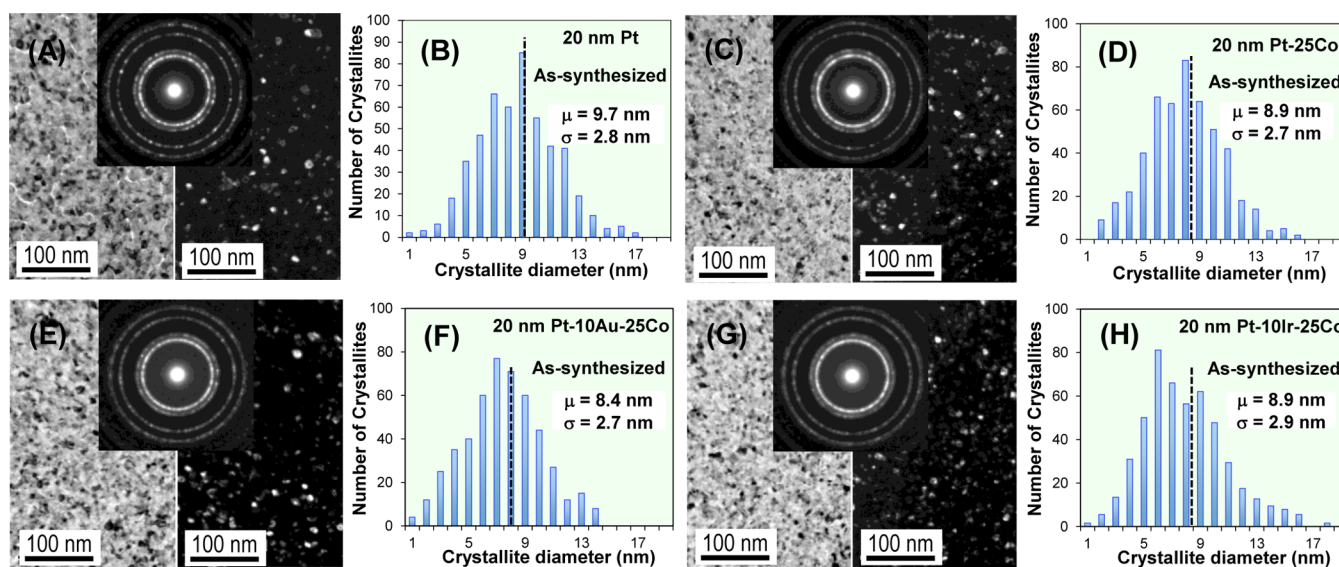 (A)
100 nm
100 nm
(B)
20 nm Pt
As-synthesized
μ = 9.7 nm
σ = 2.8 nm
Number of Crystallites
100
90
80
70
60
50
40
30
20
10
0
1 5 9 13 17
Crystallite diameter (nm)
(C)
100 nm
100 nm
(D)
20 nm Pt-25Co
As-synthesized
μ = 8.9 nm
σ = 2.7 nm
Number of Crystallites
100
80
60
40
20
0
1 5 9 13 17
Crystallite diameter (nm)
(E)
100 nm
100 nm
(F)
20 nm Pt-10Au-25Co
As-synthesized
μ = 8.4 nm
σ = 2.7 nm
Number of Crystallites
100
80
60
40
20
0
1 5 9 13 17
Crystallite diameter (nm)
(G)
100 nm
100 nm
(H)
20 nm Pt-10Ir-25Co
As-synthesized
μ = 8.9 nm
σ = 2.9 nm
Number of Crystallites
100
80
60
40
20
0
1 5 9 13 17
Crystallite diameter (nm)